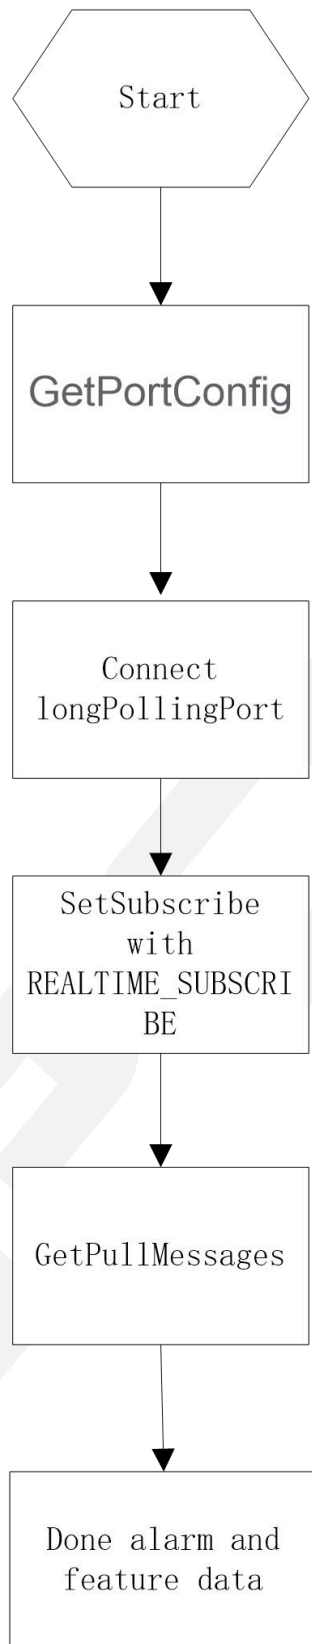 Start
GetPortConfig
Connect
longPollingPort
SetSubscribe
with
REALTIME_SUBSCRI
BE
GetPullMessages
Done alarm and
feature data